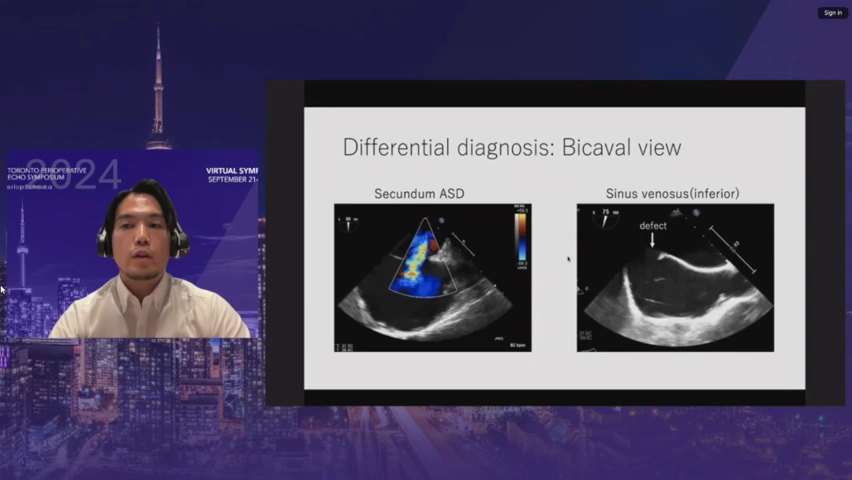 Sign in
2024
TORONTO PERIOPERATIVE
ECHO SYMPOSIUM
VIRTUAL SYMP
SEPTEMBER 21-
Differential diagnosis: Bicaval view
Secundum ASD
Sinus venosus(inferior)
75
defect